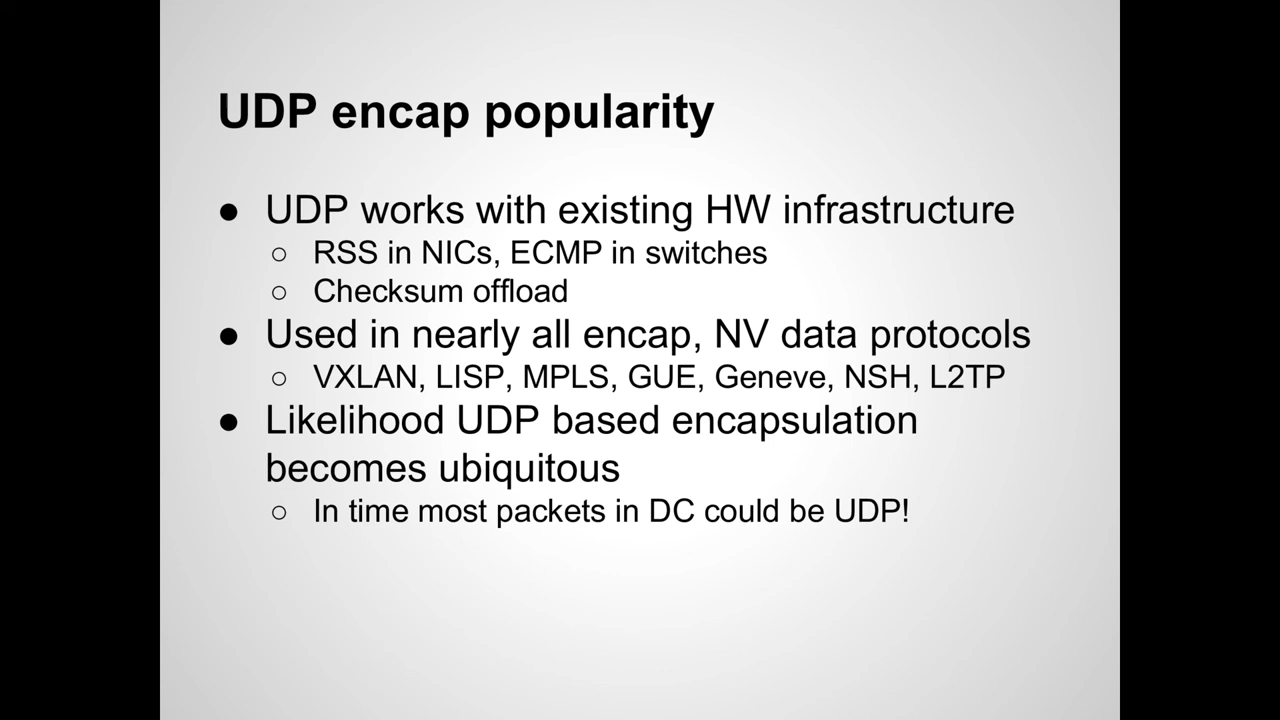 UDP encap popularity
● UDP works with existing HW infrastructure
○ RSS in NICs, ECMP in switches
○ Checksum offload
● Used in nearly all encap, NV data protocols
○ VXLAN, LISP, MPLS, GUE, Geneve, NSH, L2TP
● Likelihood UDP based encapsulation
becomes ubiquitous
○ In time most packets in DC could be UDP!